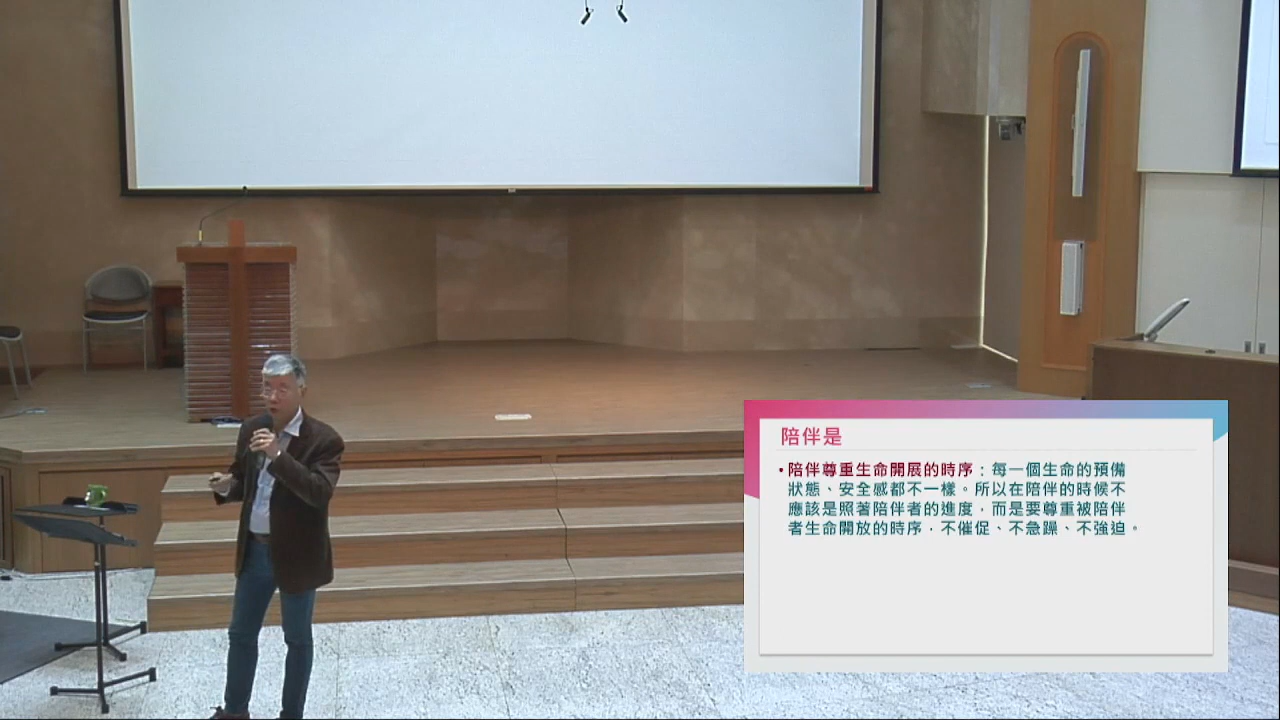 陪伴是
•陪伴尊重生命開展的時序：每一個生命的預備
狀態、安全感都不一樣。所以在陪伴的時候不
應該是照著陪伴者的進度，而是要尊重被陪伴
者生命開放的時序，不催促、不急躁、不強迫。